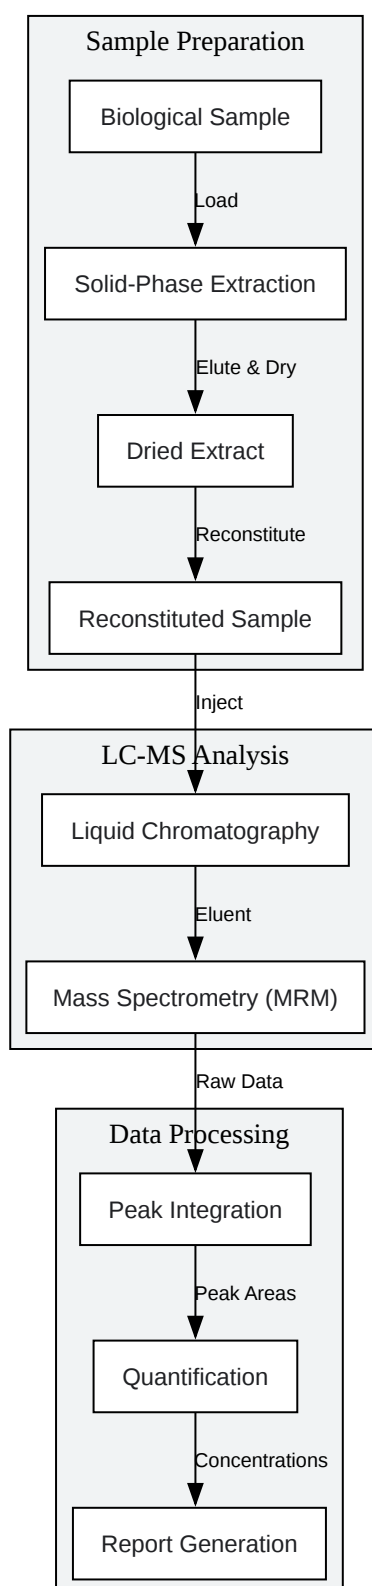 Sample Preparation
Biological Sample
Load
Solid-Phase Extraction
Elute & Dry
Dried Extract
Reconstitute
Reconstituted Sample
Inject
LC-MS Analysis
Liquid Chromatography
Eluent
Mass Spectrometry (MRM)
Raw Data
Data Processing
Peak Integration
Peak Areas
Quantification
Concentrations
Report Generation